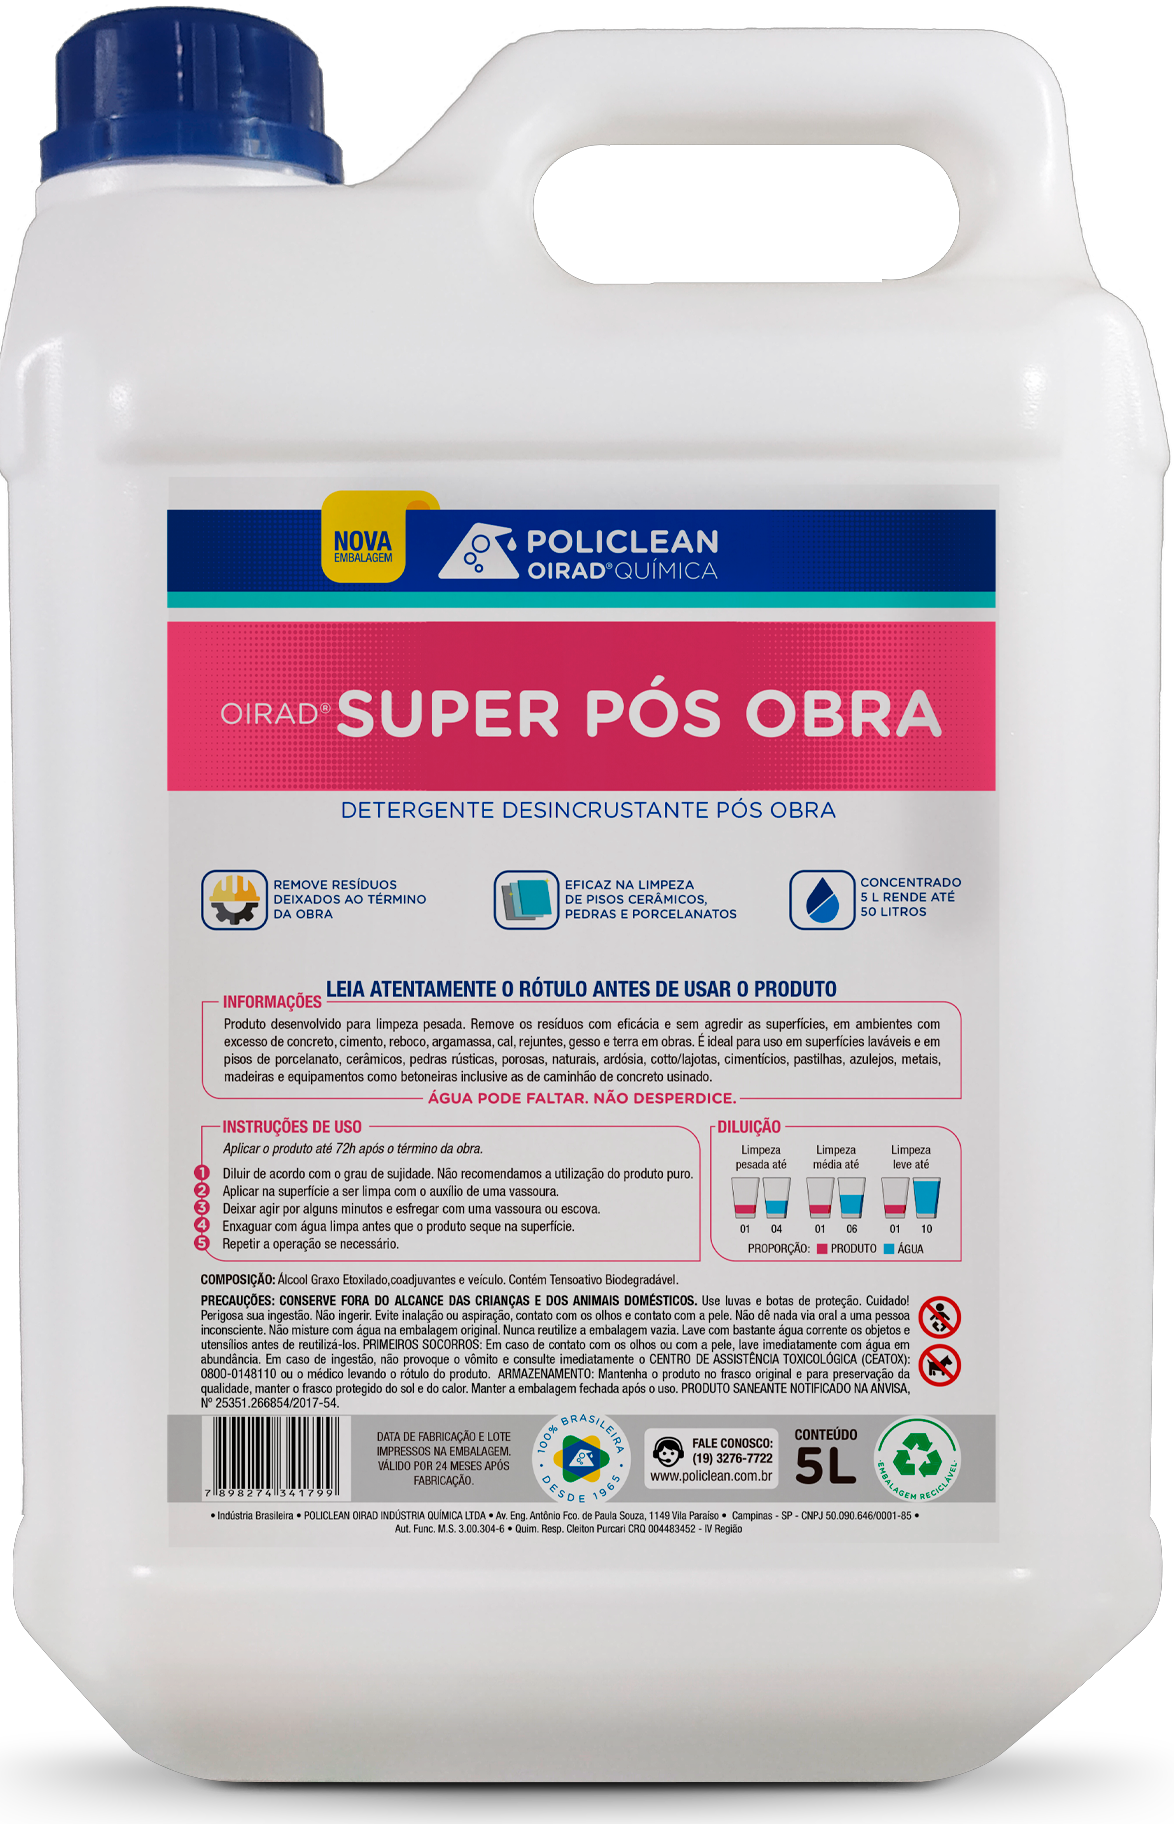 NOVA
EMBALAGEM
POLICLEAN
OIRAD® QUÍMICA
OIRAD® SUPER PÓS OBRA
DETERGENTE DESINCRUSTANTE PÓS OBRA
REMOVE RESÍDUOS
DEIXADOS AO TÉRMINO
DA OBRA
EFICAZ NA LIMPEZA
DE PISOS CERÂMICOS,
PEDRAS E PORCELANATOS
CONCENTRADO
5 L RENDE ATÉ
50 LITROS
LEIA ATENTAMENTE O RÓTULO ANTES DE USAR O PRODUTO
INFORMAÇÕES
Produto desenvolvido para limpeza pesada. Remove os resíduos com eficácia e sem agredir as superfícies, em ambientes com
excesso de concreto, cimento, reboco, argamassa, cal, rejuntes, gesso e terra em obras. É ideal para uso em superfícies laváveis e em
pisos de porcelanato, cerâmicos, pedras rústicas, porosas, naturais, ardósia, cotto/lajotas, cimentícios, pastilhas, azulejos, metais,
madeiras e equipamentos como betoneiras inclusive as de caminhão de concreto usinado.
ÁGUA PODE FALTAR. NÃO DESPERDICE.
INSTRUÇÕES DE USO
Aplicar o produto até 72h após o término da obra.
1 Diluir de acordo com o grau de sujidade. Não recomendamos a utilização do produto puro.
2 Aplicar na superfície a ser limpa com o auxílio de uma vassoura.
3 Deixar agir por alguns minutos e esfregar com uma vassoura ou escova.
4 Enxaguar com água limpa antes que o produto seque na superfície.
5 Repetir a operação se necessário.
DILUIÇÃO
Limpeza
pesada até
Limpeza
média até
Limpeza
leve até
01 04 01 06 01 10
PROPORÇÃO: PRODUTO ÁGUA
COMPOSIÇÃO: Álcool Graxo Etoxilado,coadjuvantes e veículo. Contém Tensoativo Biodegradável.
PRECAUÇÕES: CONSERVE FORA DO ALCANCE DAS CRIANÇAS E DOS ANIMAIS DOMÉSTICOS. Use luvas e botas de proteção. Cuidado!
Perigosa sua ingestão. Não ingerir. Evite inalação ou aspiração, contato com os olhos e contato com a pele. Não dê nada via oral a uma pessoa
inconsciente. Não misture com água na embalagem original. Nunca reutilize a embalagem vazia. Lave com bastante água corrente os objetos e
utensílios antes de reutilizá-los. PRIMEIROS SOCORROS: Em caso de contato com os olhos ou com a pele, lave imediatamente com água em
abundância. Em caso de ingestão, não provoque o vômito e consulte imediatamente o CENTRO DE ASSISTÊNCIA TOXICOLÓGICA (CEATOX):
0800-0148110 ou o médico levando o rótulo do produto. ARMAZENAMENTO: Mantenha o produto no frasco original e para preservação da
qualidade, manter o frasco protegido do sol e do calor. Manter a embalagem fechada após o uso. PRODUTO SANEANTE NOTIFICADO NA ANVISA,
Nº 25351.266854/2017-54.
7 898274 341799
DATA DE FABRICAÇÃO E LOTE
IMPRESSOS NA EMBALAGEM.
VÁLIDO POR 24 MESES APÓS
FABRICAÇÃO.
100% BRASILEIRA
DESDE 1965
FALE CONOSCO:
(19) 3276-7722
www.policlean.com.br
CONTEÚDO
5L
EMBALAGEM RECICLÁVEL
• Indústria Brasileira • POLICLEAN OIRAD INDÚSTRIA QUÍMICA LTDA • Av. Eng. Antônio Fco. de Paula Souza, 1149 Vila Paraíso • Campinas - SP - CNPJ 50.090.646/0001-85 •
Aut. Func. M.S. 3.00.304-6 • Quim. Resp. Cleiton Purcari CRQ 004483452 - IV Região